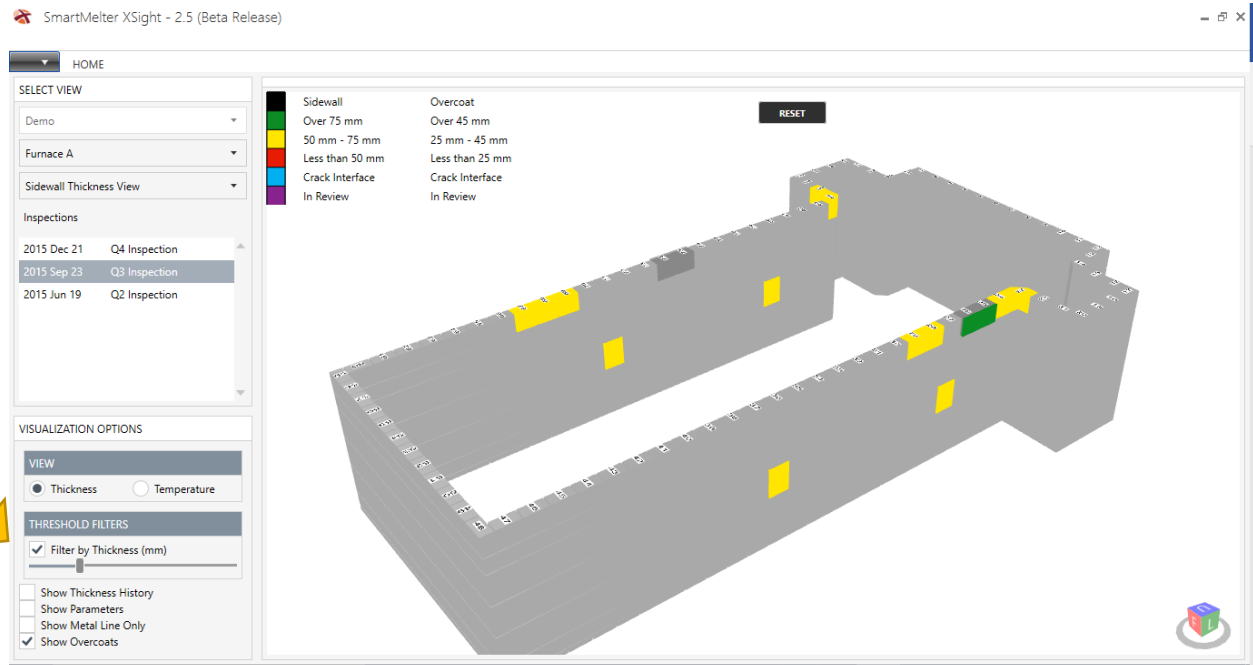 SmartMelter XSight - 2.5 (Beta Release)
HOME
SELECT VIEW
Demo
Furnace A
Sidewall Thickness View
Inspections
2015 Dec 21 Q4 Inspection
2015 Sep 23 Q3 Inspection
2015 Jun 19 Q2 Inspection
VISUALIZATION OPTIONS
VIEW
Thickness Temperature
THRESHOLD FILTERS
Filter by Thickness (mm)
Show Thickness History
Show Parameters
Show Metal Line Only
Show Overcoats
Sidewall Overcoat
Over 75 mm Over 45 mm
50 mm - 75 mm 25 mm - 45 mm
Less than 50 mm Less than 25 mm
Crack Interface Crack Interface
In Review In Review
RESET